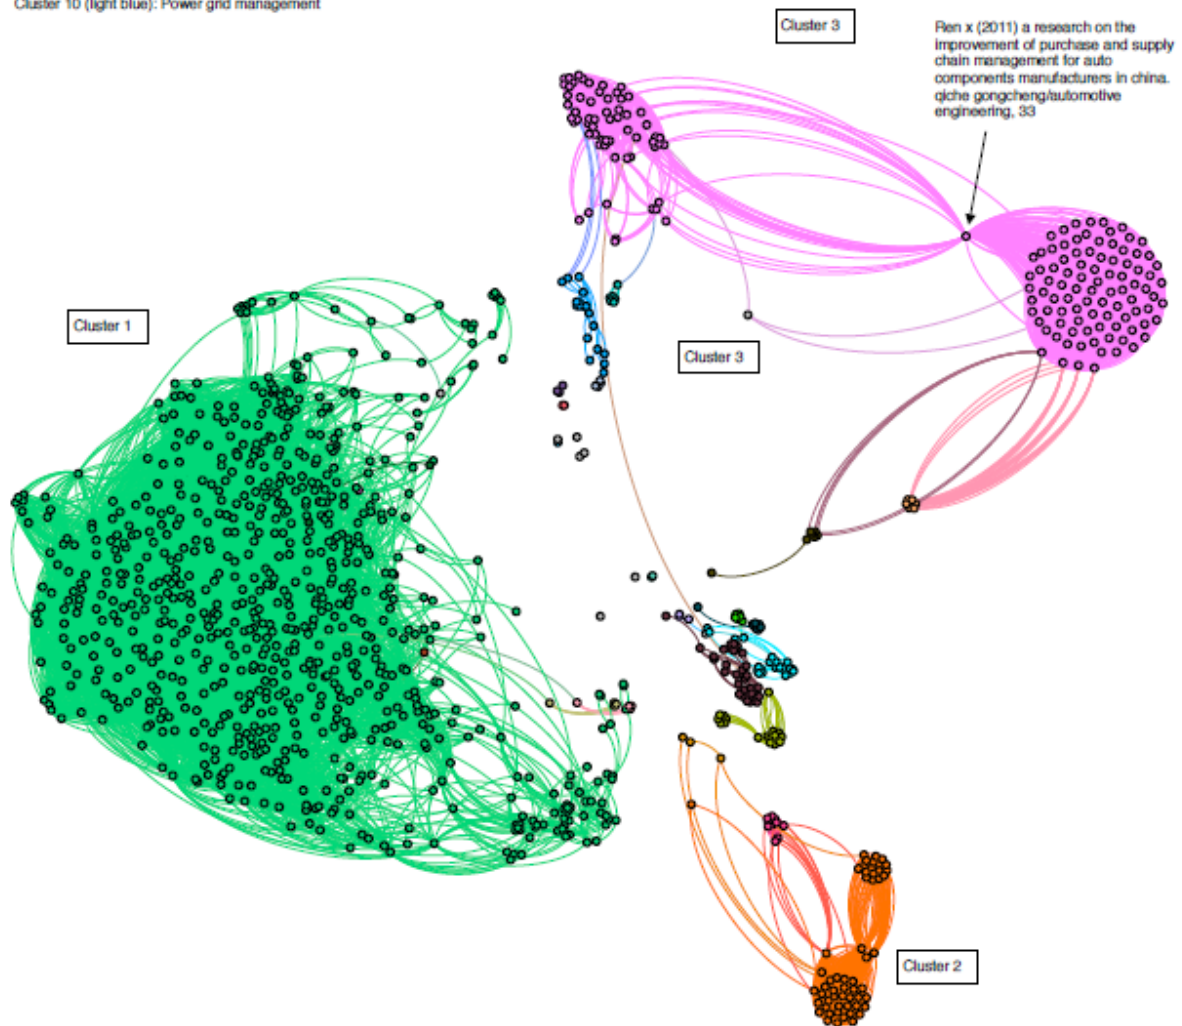 Cluster 10 (light blue): Power grid management
Cluster 3
Ren x (2011) a research on the
improvement of purchase and supply
chain management for auto
components manufacturers in china.
qiche gongcheng/automotive
engineering, 33
Cluster 1
Cluster 3
Cluster 2